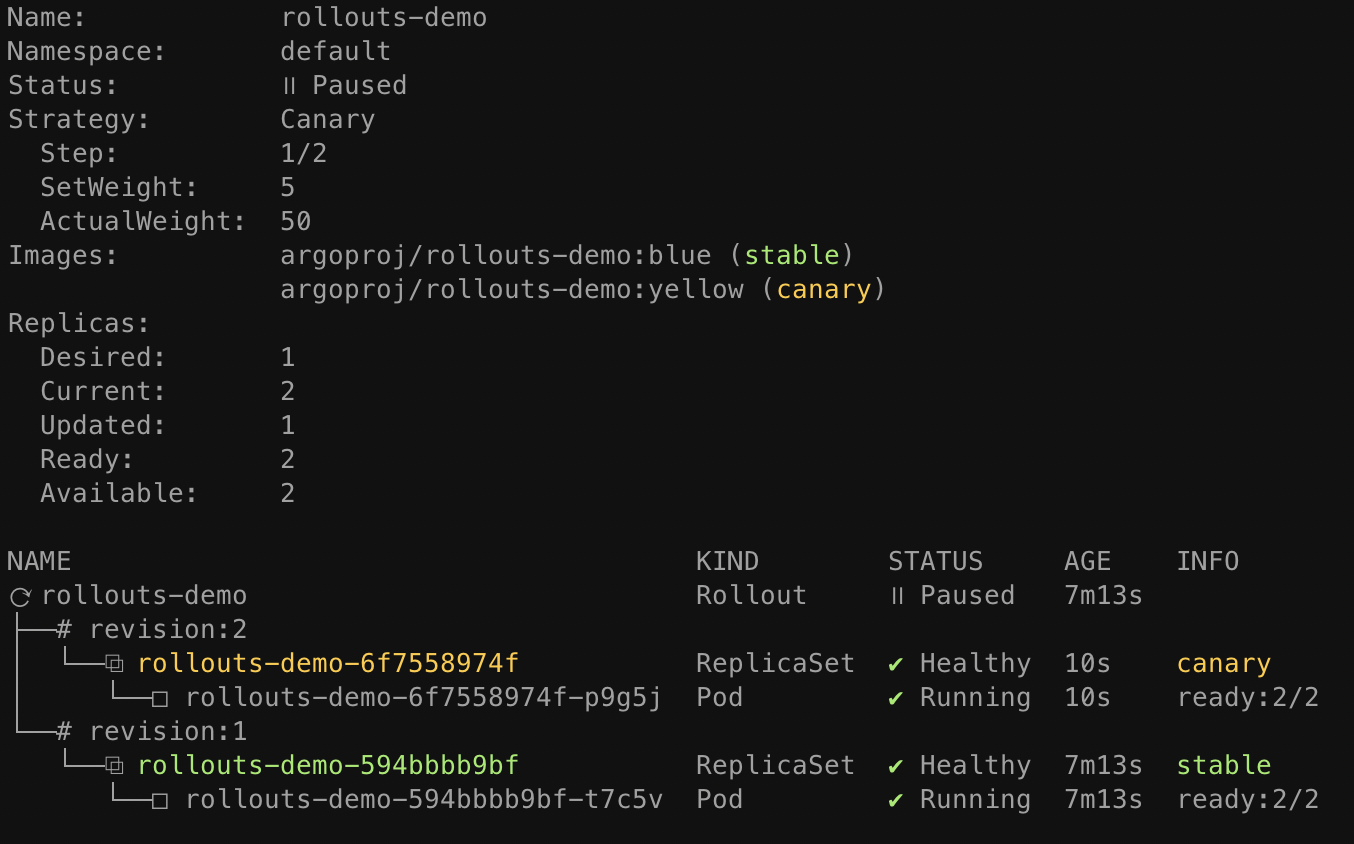 Name:            rollouts-demo
Namespace:       default
Status:          ॥ Paused
Strategy:        Canary
  Step:          1/2
  SetWeight:     5
  ActualWeight:  50
Images:          argoproj/rollouts-demo:blue (stable)
                 argoproj/rollouts-demo:yellow (canary)
Replicas:
  Desired:       1
  Current:       2
  Updated:       1
  Ready:         2
  Available:     2

NAME                                       KIND        STATUS     AGE    INFO
⟳ rollouts-demo                            Rollout     ॥ Paused   7m13s
├──# revision:2
│  └──⧉ rollouts-demo-6f7558974f           ReplicaSet  ✔ Healthy  10s    canary
│     └──□ rollouts-demo-6f7558974f-p9g5j  Pod         ✔ Running  10s    ready:2/2
└──# revision:1
   └──⧉ rollouts-demo-594bbbb9bf           ReplicaSet  ✔ Healthy  7m13s  stable
      └──□ rollouts-demo-594bbbb9bf-t7c5v  Pod         ✔ Running  7m13s  ready:2/2